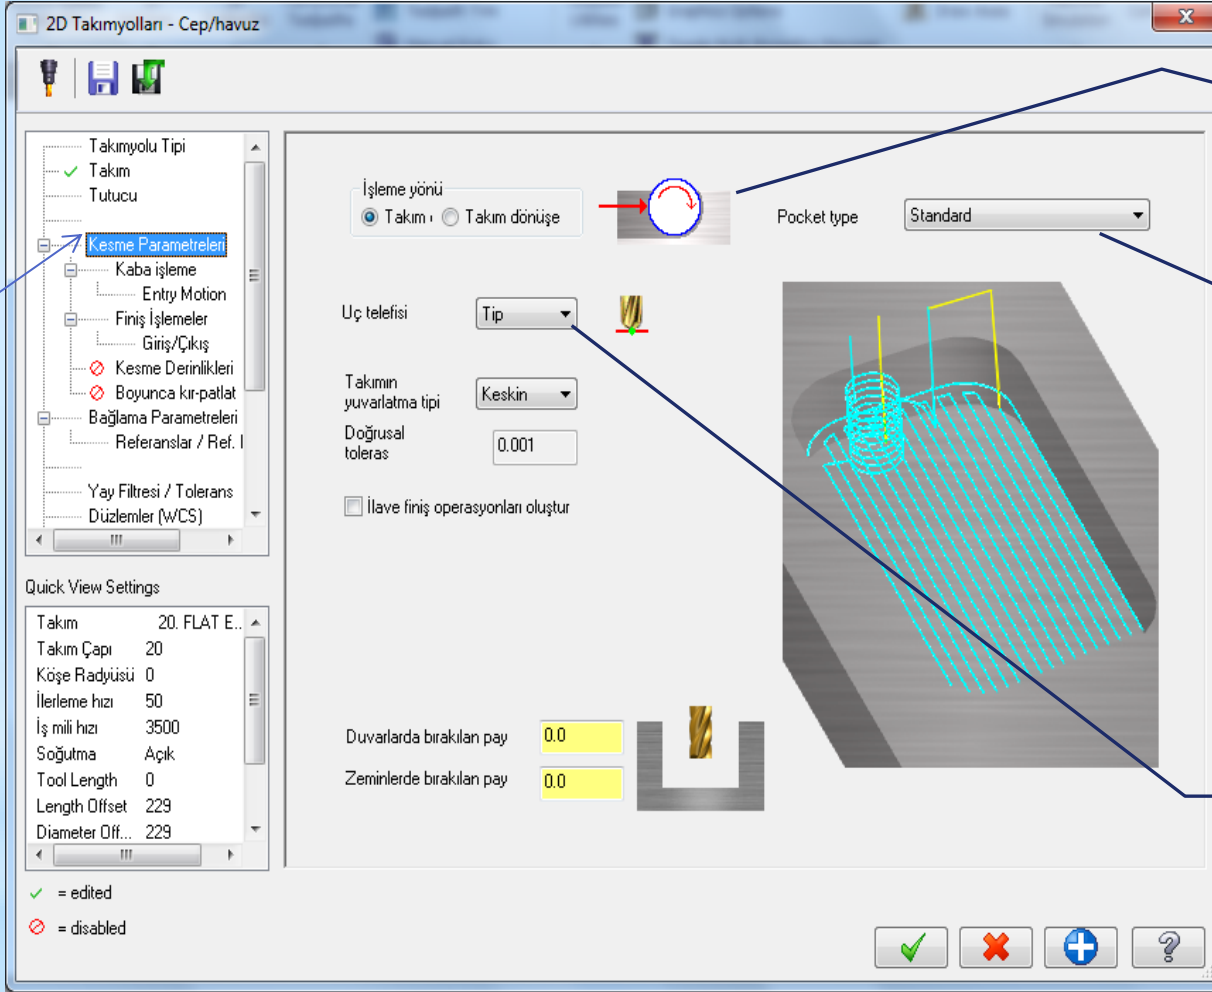 2D Takımyolları - Cep/havuz
Takımyolu Tipi
Takım
Tutucu
Kesme Parametreleri
Kaba işleme
Entry Motion
Finiş İşlemeler
Giriş/Çıkış
Kesme Derinlikleri
Boyunca kır-patlat
Bağlama Parametreleri
Referanslar / Ref.
Yay Filtresi / Tolerans
Düzlemler (WCS)
Quick View Settings
Takım 20. FLAT E..
Takım Çapı 20
Köşe Radyüsü 0
İlerleme hızı 50
İş mili hızı 3500
Soğutma Açık
Tool Length 0
Length Offset 229
Diameter Off... 229
= edited
= disabled
İşleme yönü
Takım Takım dönüşe
Pocket type Standard
Uç telefisi Tip
Takımın
yuvarlatma tipi Keskin
Doğrusal
toleras 0.001
İlave finiş operasyonları oluştur
Duvarlarda bırakılan pay 0.0
Zeminlerde bırakılan pay 0.0